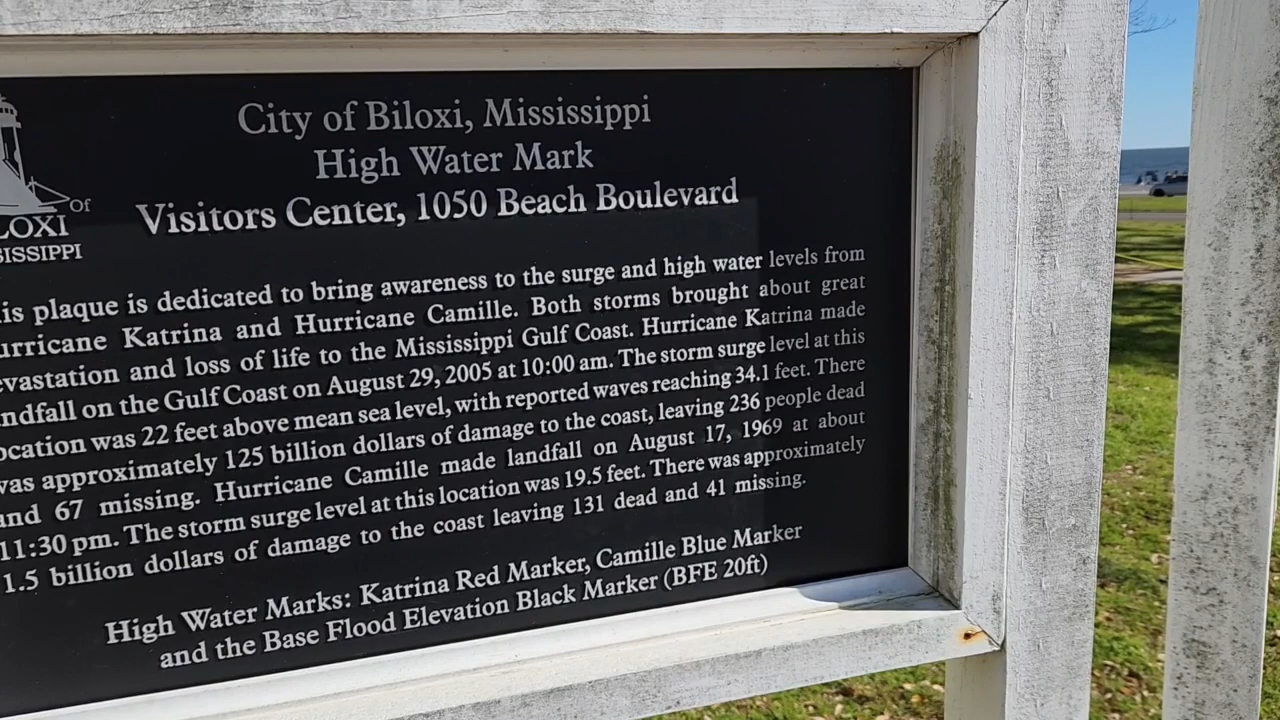 City of Biloxi, Mississippi
High Water Mark
Visitors Center, 1050 Beach Boulevard
OF
LOXI
SISSIPPI
is plaque is dedicated to bring awareness to the surge and high water levels from
urricane Katrina and Hurricane Camille. Both storms brought about great
evastation and loss of life to the Mississippi Gulf Coast. Hurricane Katrina made
ndfall on the Gulf Coast on August 29, 2005 at 10:00 am. The storm surge level at this
ocation was 22 feet above mean sea level, with reported waves reaching 34.1 feet. There
was approximately 125 billion dollars of damage to the coast, leaving 236 people dead
and 67 missing. Hurricane Camille made landfall on August 17, 1969 at about
11:30 pm. The storm surge level at this location was 19.5 feet. There was approximately
1.5 billion dollars of damage to the coast leaving 131 dead and 41 missing.
High Water Marks: Katrina Red Marker, Camille Blue Marker
and the Base Flood Elevation Black Marker (BFE 20ft)